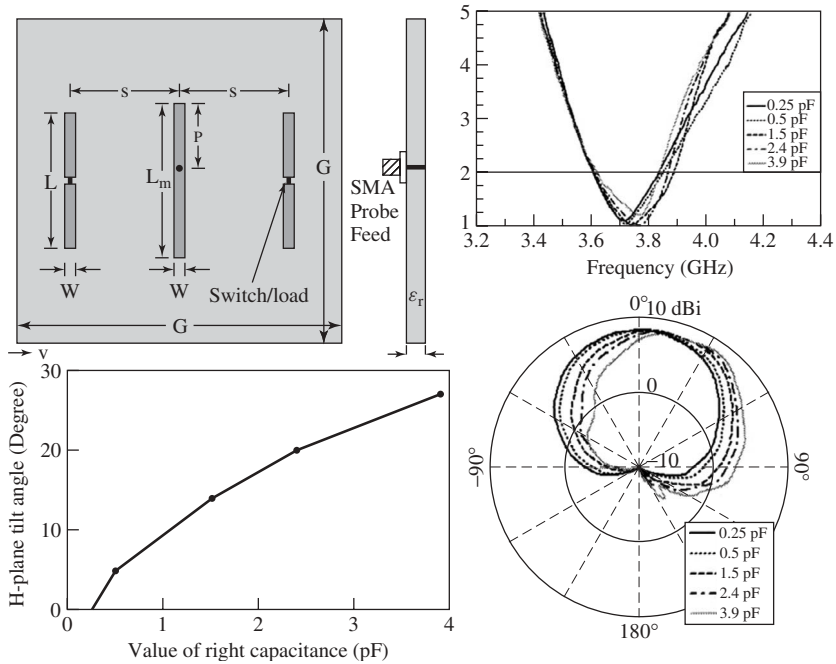 s
s
P
L
Lm
G
W
W
Switch/load
G
SMA
Probe
Feed
εr
v
5
4
3
2
1
3.2
3.4
3.6
3.8
4.0
4.2
4.4
Frequency (GHz)
0.25 pF
0.5 pF
1.5 pF
2.4 pF
3.9 pF
H-plane tilt angle (Degree)
30
20
10
0
0
1
2
3
4
Value of right capacitance (pF)
0°
10 dBi
0
−10
−90°
90°
180°
0.25 pF
0.5 pF
1.5 pF
2.4 pF
3.9 pF